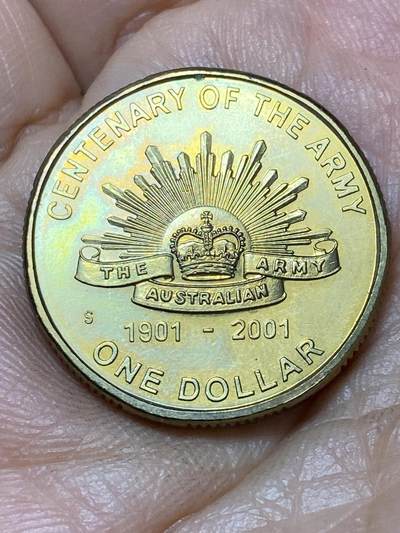 CENTENARY OF THE ARMY
THE AUSTRALIAN ARMY
S
1901 - 2001
ONE DOLLAR